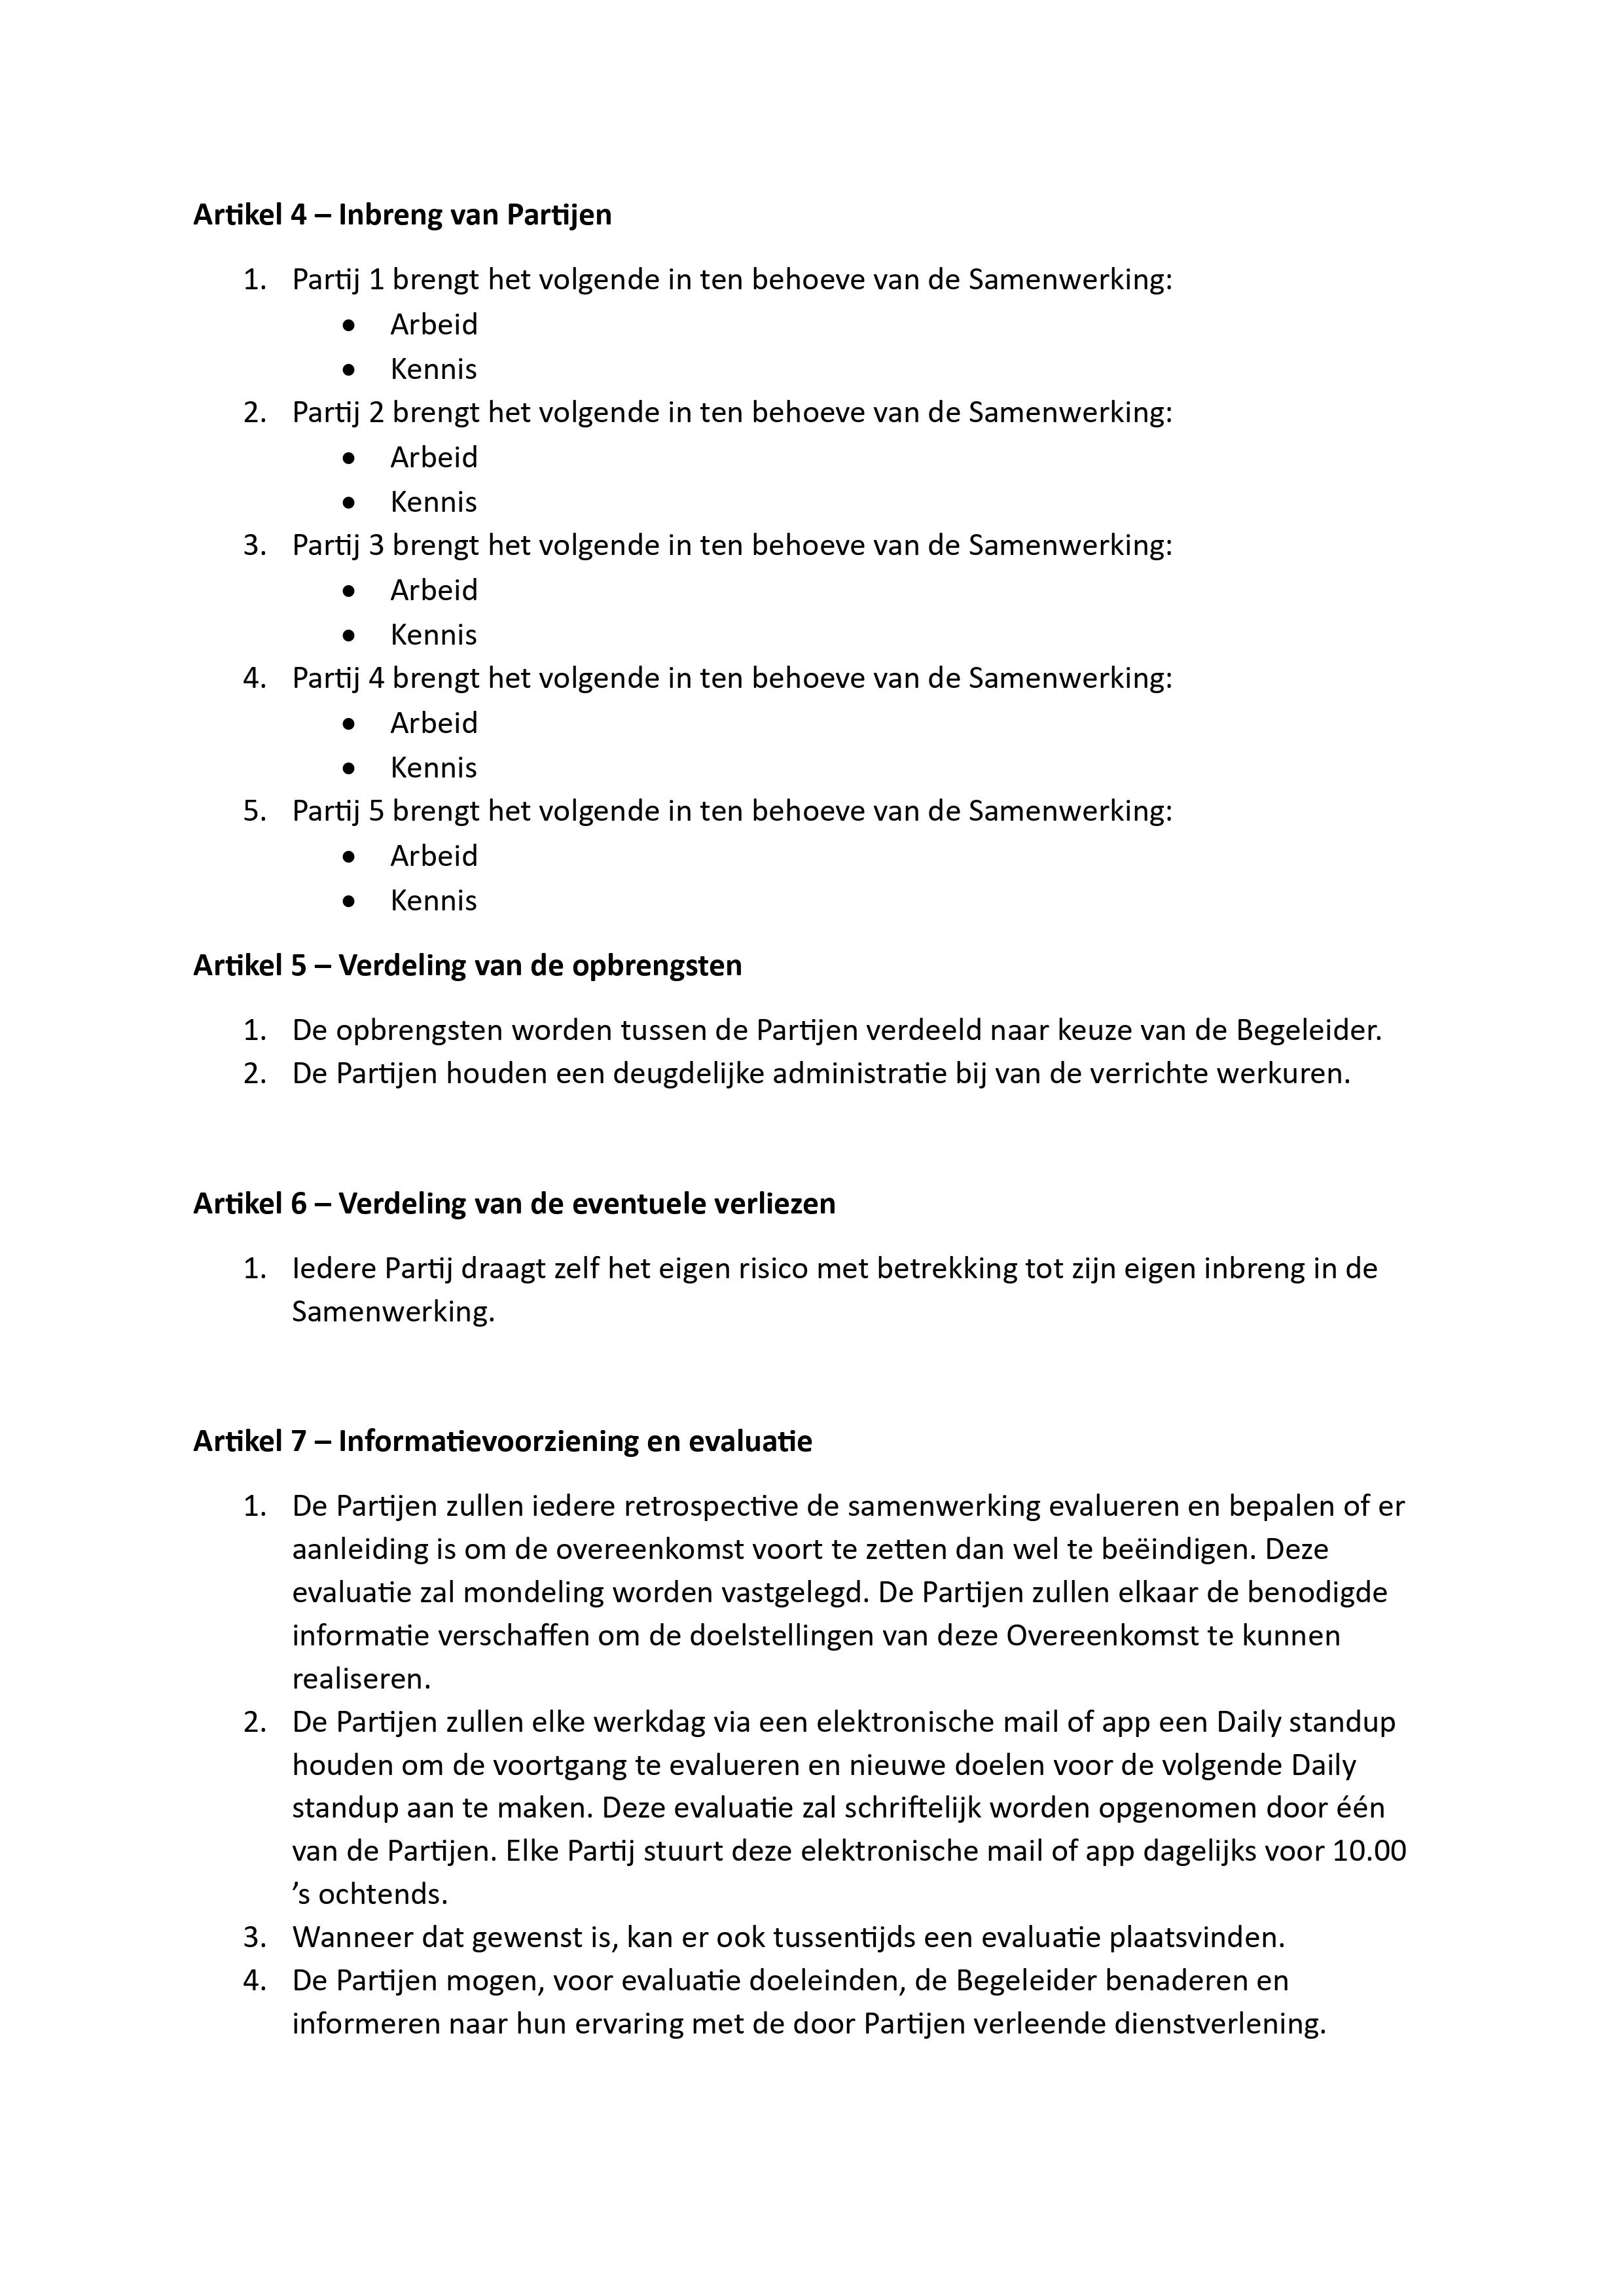 Artikel 4 – Inbreng van Partijen
1. Partij 1 brengt het volgende in ten behoeve van de Samenwerking:
• Arbeid
• Kennis
2. Partij 2 brengt het volgende in ten behoeve van de Samenwerking:
• Arbeid
• Kennis
3. Partij 3 brengt het volgende in ten behoeve van de Samenwerking:
• Arbeid
• Kennis
4. Partij 4 brengt het volgende in ten behoeve van de Samenwerking:
• Arbeid
• Kennis
5. Partij 5 brengt het volgende in ten behoeve van de Samenwerking:
• Arbeid
• Kennis
Artikel 5 – Verdeling van de opbrengsten
1. De opbrengsten worden tussen de Partijen verdeeld naar keuze van de Begeleider.
2. De Partijen houden een deugdelijke administratie bij van de verrichte werkuren.
Artikel 6 – Verdeling van de eventuele verliezen
1. Iedere Partij draagt zelf het eigen risico met betrekking tot zijn eigen inbreng in de
Samenwerking.
Artikel 7 – Informatievoorziening en evaluatie
1. De Partijen zullen iedere retrospective de samenwerking evalueren en bepalen of er
aanleiding is om de overeenkomst voort te zetten dan wel te beëindigen. Deze
evaluatie zal mondeling worden vastgelegd. De Partijen zullen elkaar de benodigde
informatie verschaffen om de doelstellingen van deze Overeenkomst te kunnen
realiseren.
2. De Partijen zullen elke werkdag via een elektronische mail of app een Daily standup
houden om de voortgang te evalueren en nieuwe doelen voor de volgende Daily
standup aan te maken. Deze evaluatie zal schriftelijk worden opgenomen door één
van de Partijen. Elke Partij stuurt deze elektronische mail of app dagelijks voor 10.00
’s ochtends.
3. Wanneer dat gewenst is, kan er ook tussentijds een evaluatie plaatsvinden.
4. De Partijen mogen, voor evaluatie doeleinden, de Begeleider benaderen en
informeren naar hun ervaring met de door Partijen verleende dienstverlening.